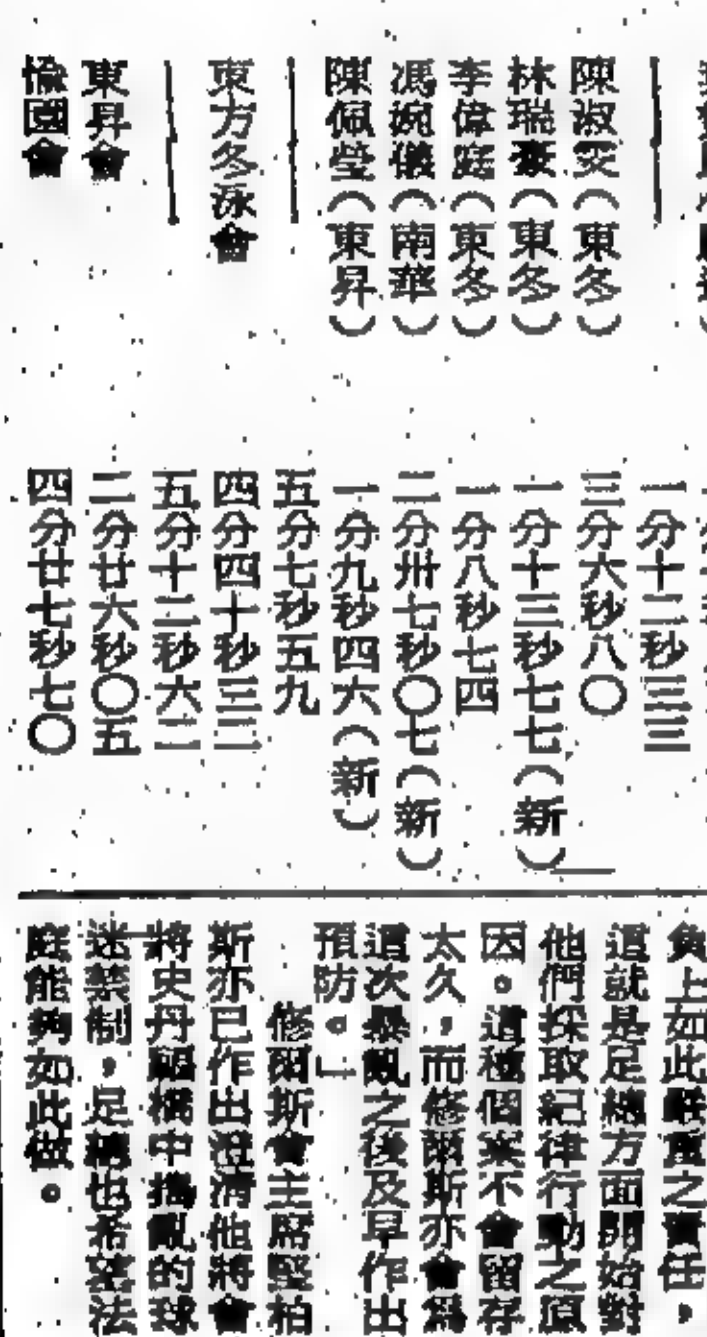 陳淑雯（東冬）
林瑞豪（東冬）
李偉庭（東冬）
馮婉儀（南華）
陳佩瑩（東昇）
東方冬泳會
東昇會
愉園會
一分十二秒三三
三分六秒八〇
一分十三秒七七（新）
一分八秒七四
二分卅七秒〇七（新）
一分九秒四六（新）
五分七秒五九
四分四十秒三二
五分十二秒六二
二分廿六秒〇五
四分廿七秒七〇
負上如此嚴重之責任，
這就是足總方面開始對
他們採取紀律行動之原
因。這種個案不會留存
太久，而修爾斯亦會為
這次暴亂之後及早作出
預防。」
修爾斯會主席堅柏
斯亦已作出澄清他將會
將史丹福橋中搗亂的球
迷禁制，足總也希望法
庭能夠如此做。